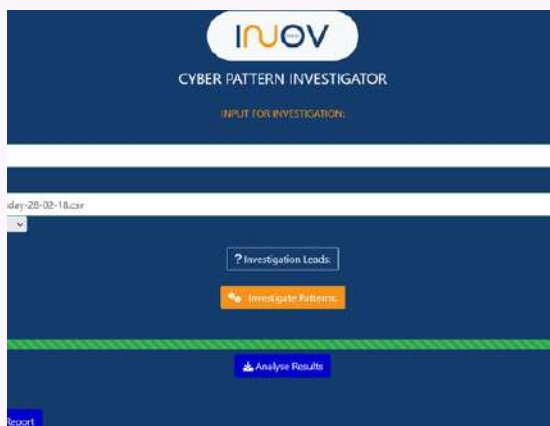 INOV
CYBER PATTERN INVESTIGATOR
INPUT FOR INVESTIGATION:
day-28-02-18.csv
? Investigation Leads
Investigate Patterns
Analyse Results
Report